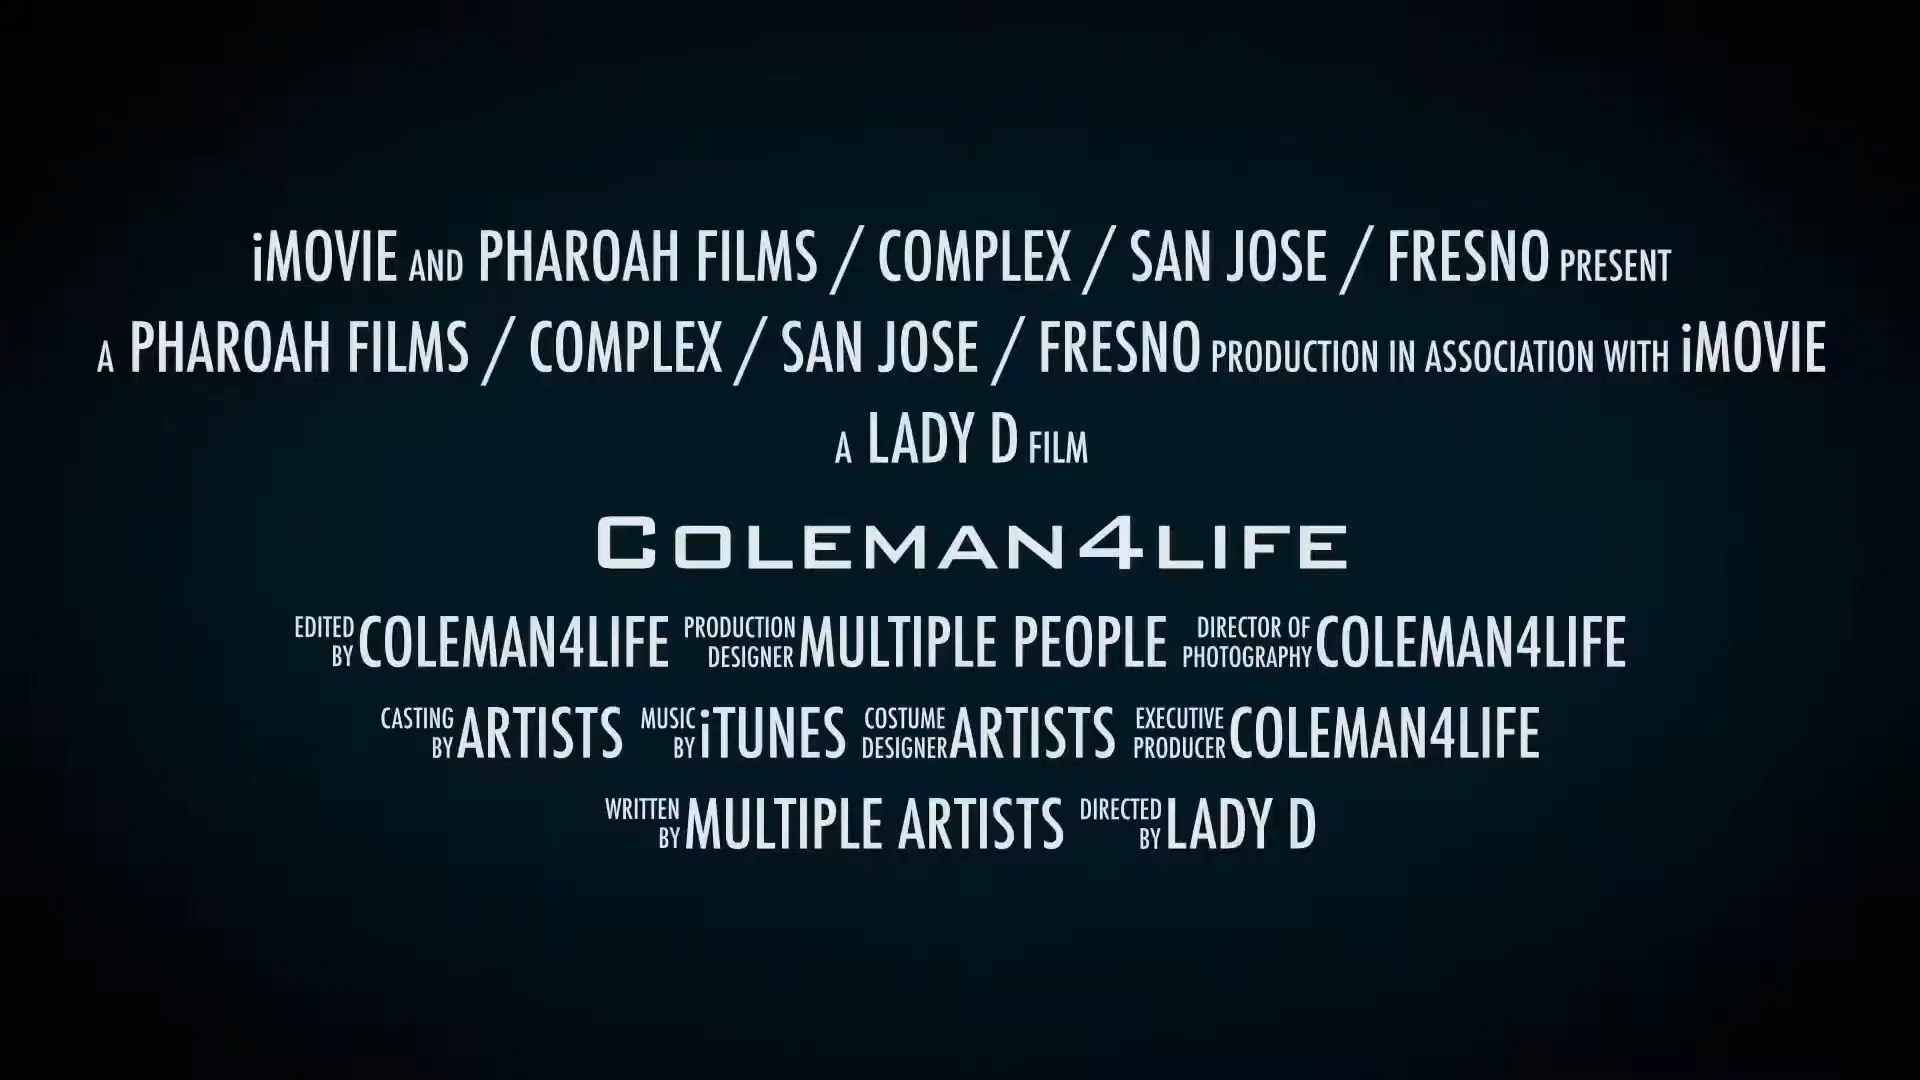 iMOVIE AND PHAROAH FILMS / COMPLEX / SAN JOSE / FRESNO PRESENT
A PHAROAH FILMS / COMPLEX / SAN JOSE / FRESNO PRODUCTION IN ASSOCIATION WITH iMOVIE
A LADY D FILM
COLEMAN4LIFE
EDITED BY COLEMAN4LIFE PRODUCTION DESIGNER MULTIPLE PEOPLE DIRECTOR OF PHOTOGRAPHY COLEMAN4LIFE
CASTING BY ARTISTS MUSIC BY iTUNES COSTUME DESIGNER ARTISTS EXECUTIVE PRODUCER COLEMAN4LIFE
WRITTEN BY MULTIPLE ARTISTS DIRECTED BY LADY D